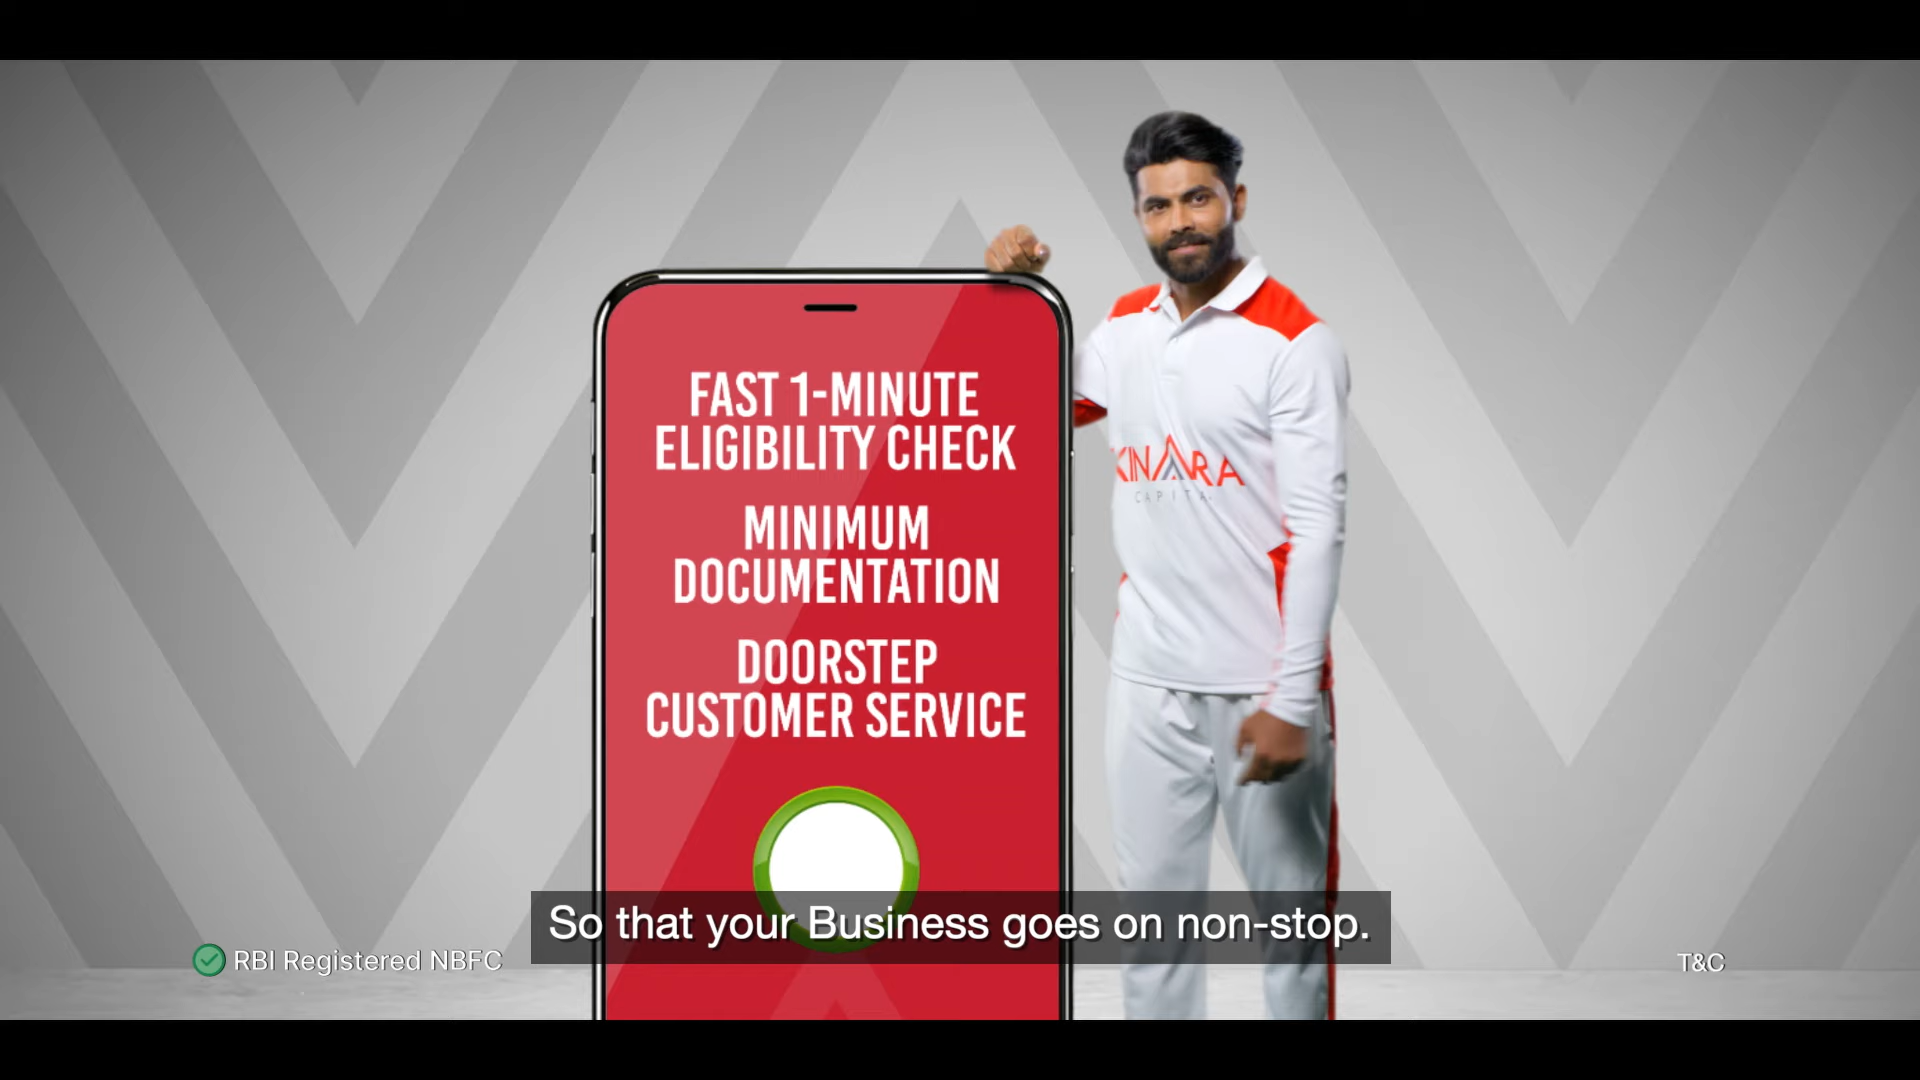 FAST 1-MINUTE
ELIGIBILITY CHECK
MINIMUM
DOCUMENTATION
DOORSTEP
CUSTOMER SERVICE
KINARA
CAPITAL
So that your Business goes on non-stop.
RBI Registered NBFC
T&C